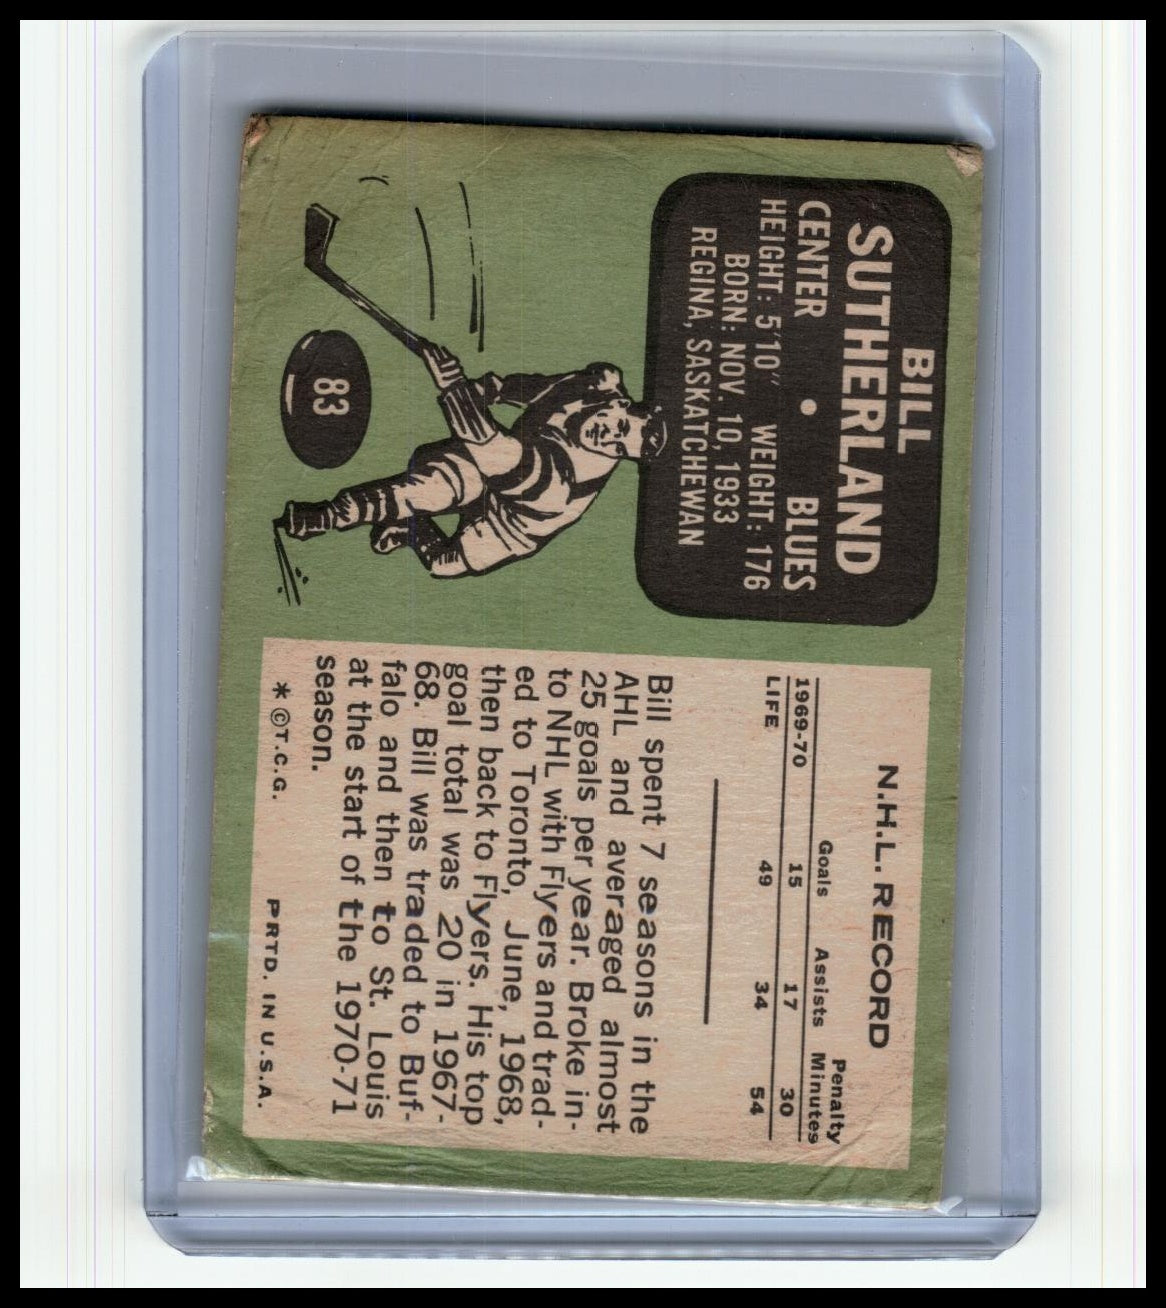 BILL
SUTHERLAND
CENTER • BLUES
HEIGHT: 5'10" WEIGHT: 176
BORN: NOV. 10, 1933
REGINA, SASKATCHEWAN
83
N.H.L. RECORD
Goals Assists Penalty Minutes
1969-70 15 17 30
LIFE 49 34 54
Bill spent 7 seasons in the
AHL and averaged almost
25 goals per year. Broke in-
to NHL with Flyers and trad-
ed to Toronto, June, 1968,
then back to Flyers. His top
goal total was 20 in 1967-
68. Bill was traded to Buf-
falo and then to St. Louis
at the start of the 1970-71
season.
* ©T.C.G. PRTD. IN U.S.A.